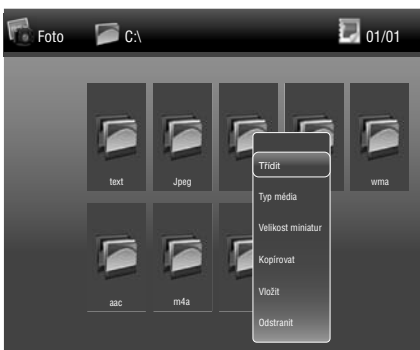 Foto
C:\
01/01
text
Jpeg
wma
Třídit
Typ média
Velikost miniatur
Kopírovat
Vložit
Odstranit
aac
m4a